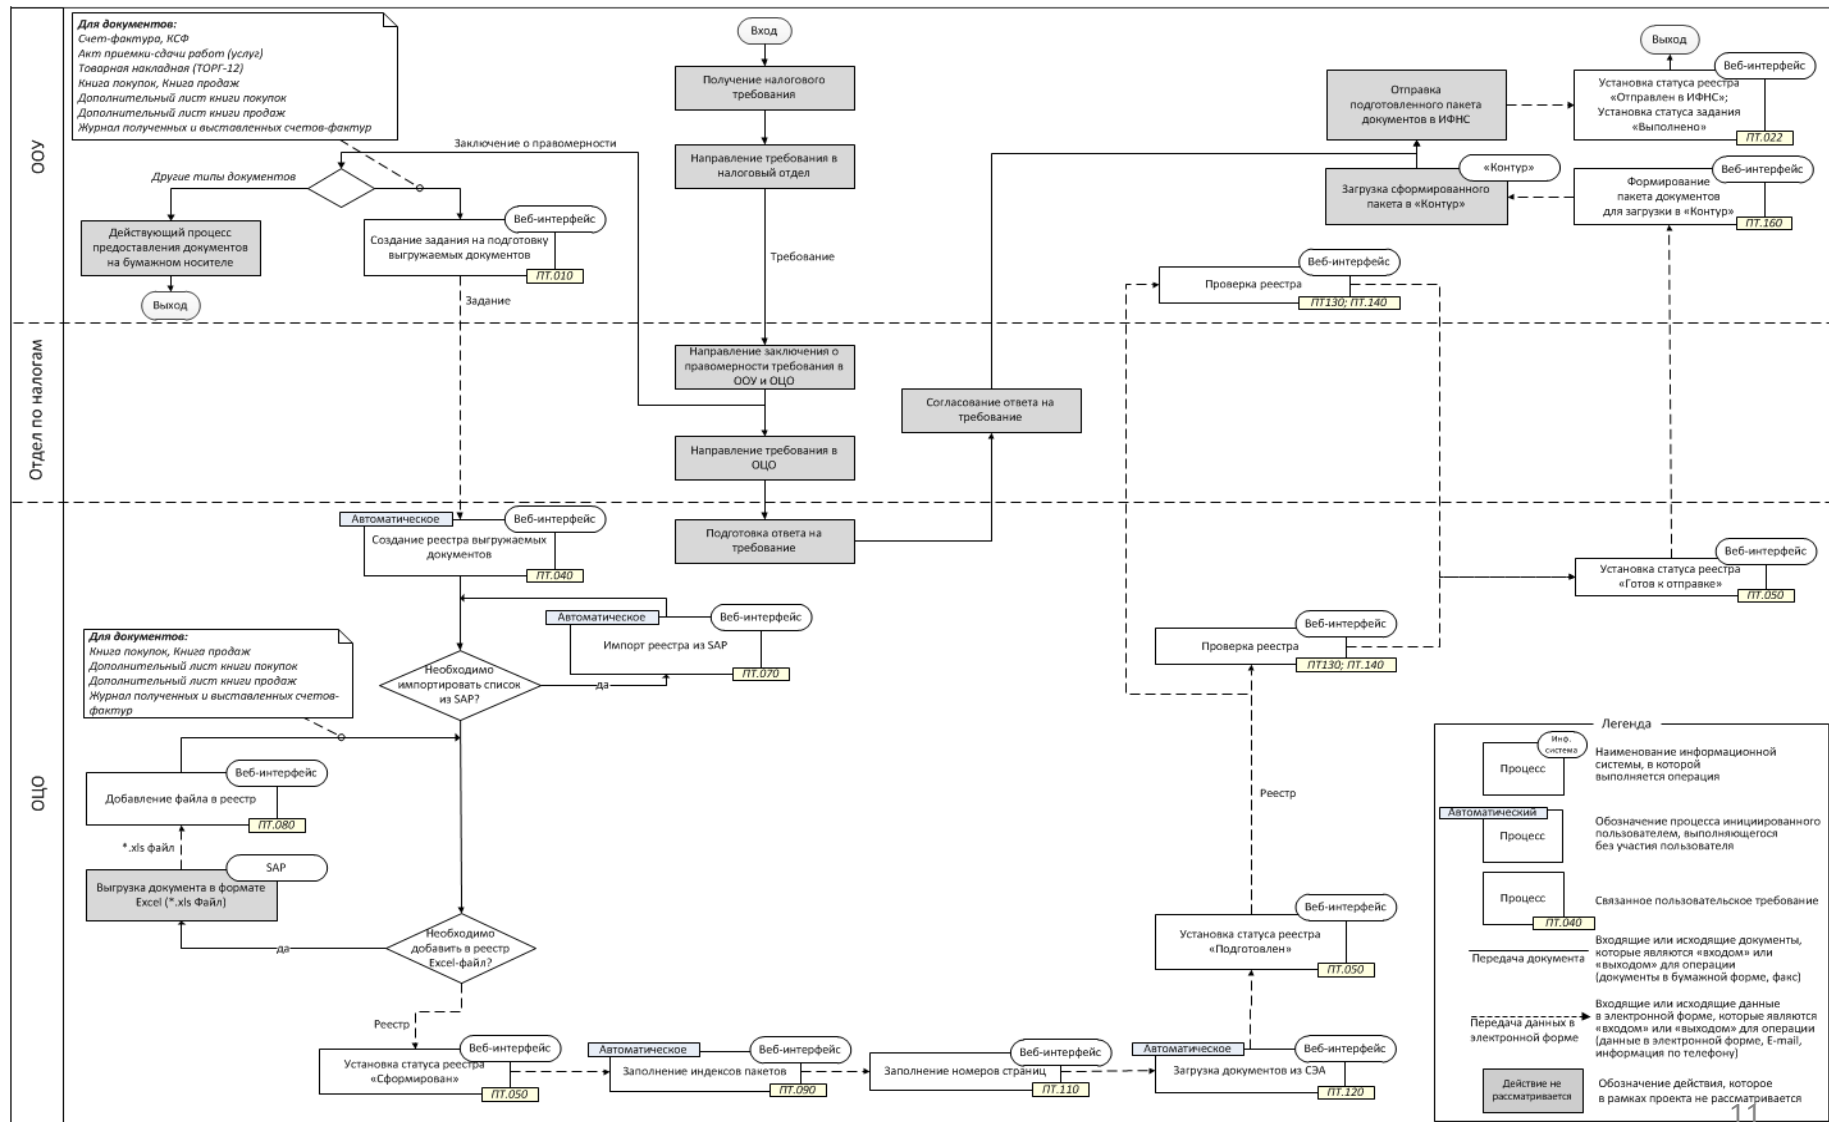 Для документов:
Счет-фактура, КСФ
Акт приемки-сдачи работ (услуг)
Товарная накладная (ТОРГ-12)
Книга покупок, Книга продаж
Дополнительный лист книги покупок
Дополнительный лист книги продаж
Журнал полученных и выставленных счетов-фактур
Вход
Получение налогового
требования
Направление требования в
налоговый отдел
Требование
Заключение о правомерности
Другие типы документов
Действующий процесс
предоставления документов
на бумажном носителе
Выход
Веб-интерфейс
Создание задания на подготовку
выгружаемых документов
ПТ.010
Задание
ООУ
Выход
Веб-интерфейс
Установка статуса реестра
«Отправлен в ИФНС»;
Установка статуса задания
«Выполнено»
ПТ.022
Отправка
подготовленного пакета
документов в ИФНС
«Контур»
Загрузка сформированного
пакета в «Контур»
Веб-интерфейс
Формирование
пакета документов
для загрузки в «Контур»
ПТ.160
Веб-интерфейс
Проверка реестра
ПТ130; ПТ.140
Отдел по налогам
Направление заключения о
правомерности требования в
ООУ и ОЦО
Направление требования в
ОЦО
Согласование ответа на
требование
ОЦО
Автоматическое
Веб-интерфейс
Создание реестра выгружаемых
документов
ПТ.040
Подготовка ответа на
требование
Автоматическое
Веб-интерфейс
Импорт реестра из SAP
ПТ.070
Необходимо
импортировать список
из SAP?
да
Для документов:
Книга покупок, Книга продаж
Дополнительный лист книги покупок
Дополнительный лист книги продаж
Журнал полученных и выставленных счетов-
фактур
Веб-интерфейс
Добавление файла в реестр
ПТ.080
*.xls файл
SAP
Выгрузка документа в формате
Excel (*.xls Файл)
да
Необходимо
добавить в реестр
Excel-файл?
Реестр
Веб-интерфейс
Установка статуса реестра
«Сформирован»
ПТ.050
Автоматическое
Веб-интерфейс
Заполнение индексов пакетов
ПТ.090
Веб-интерфейс
Заполнение номеров страниц
ПТ.110
Автоматическое
Веб-интерфейс
Загрузка документов из СЭА
ПТ.120
Веб-интерфейс
Установка статуса реестра
«Подготовлен»
ПТ.050
Реестр
Веб-интерфейс
Проверка реестра
ПТ130; ПТ.140
Веб-интерфейс
Установка статуса реестра
«Готов к отправке»
ПТ.050
Легенда
Инф.
система
Процесс
Наименование информационной
системы, в которой
выполняется операция
Автоматический
Процесс
Обозначение процесса инициированного
пользователем, выполняющегося
без участия пользователя
Процесс
ПТ.040
Связанное пользовательское требование
Передача документа
Входящие или исходящие документы,
которые являются «входом» или
«выходом» для операции
(документы в бумажной форме, факс)
Передача данных в
электронной форме
Входящие или исходящие данные
в электронной форме, которые являются
«входом» или «выходом» для операции
(данные в электронной форме, E-mail,
информация по телефону)
Действие не
рассматривается
Обозначение действия, которое
в рамках проекта не рассматривается
11